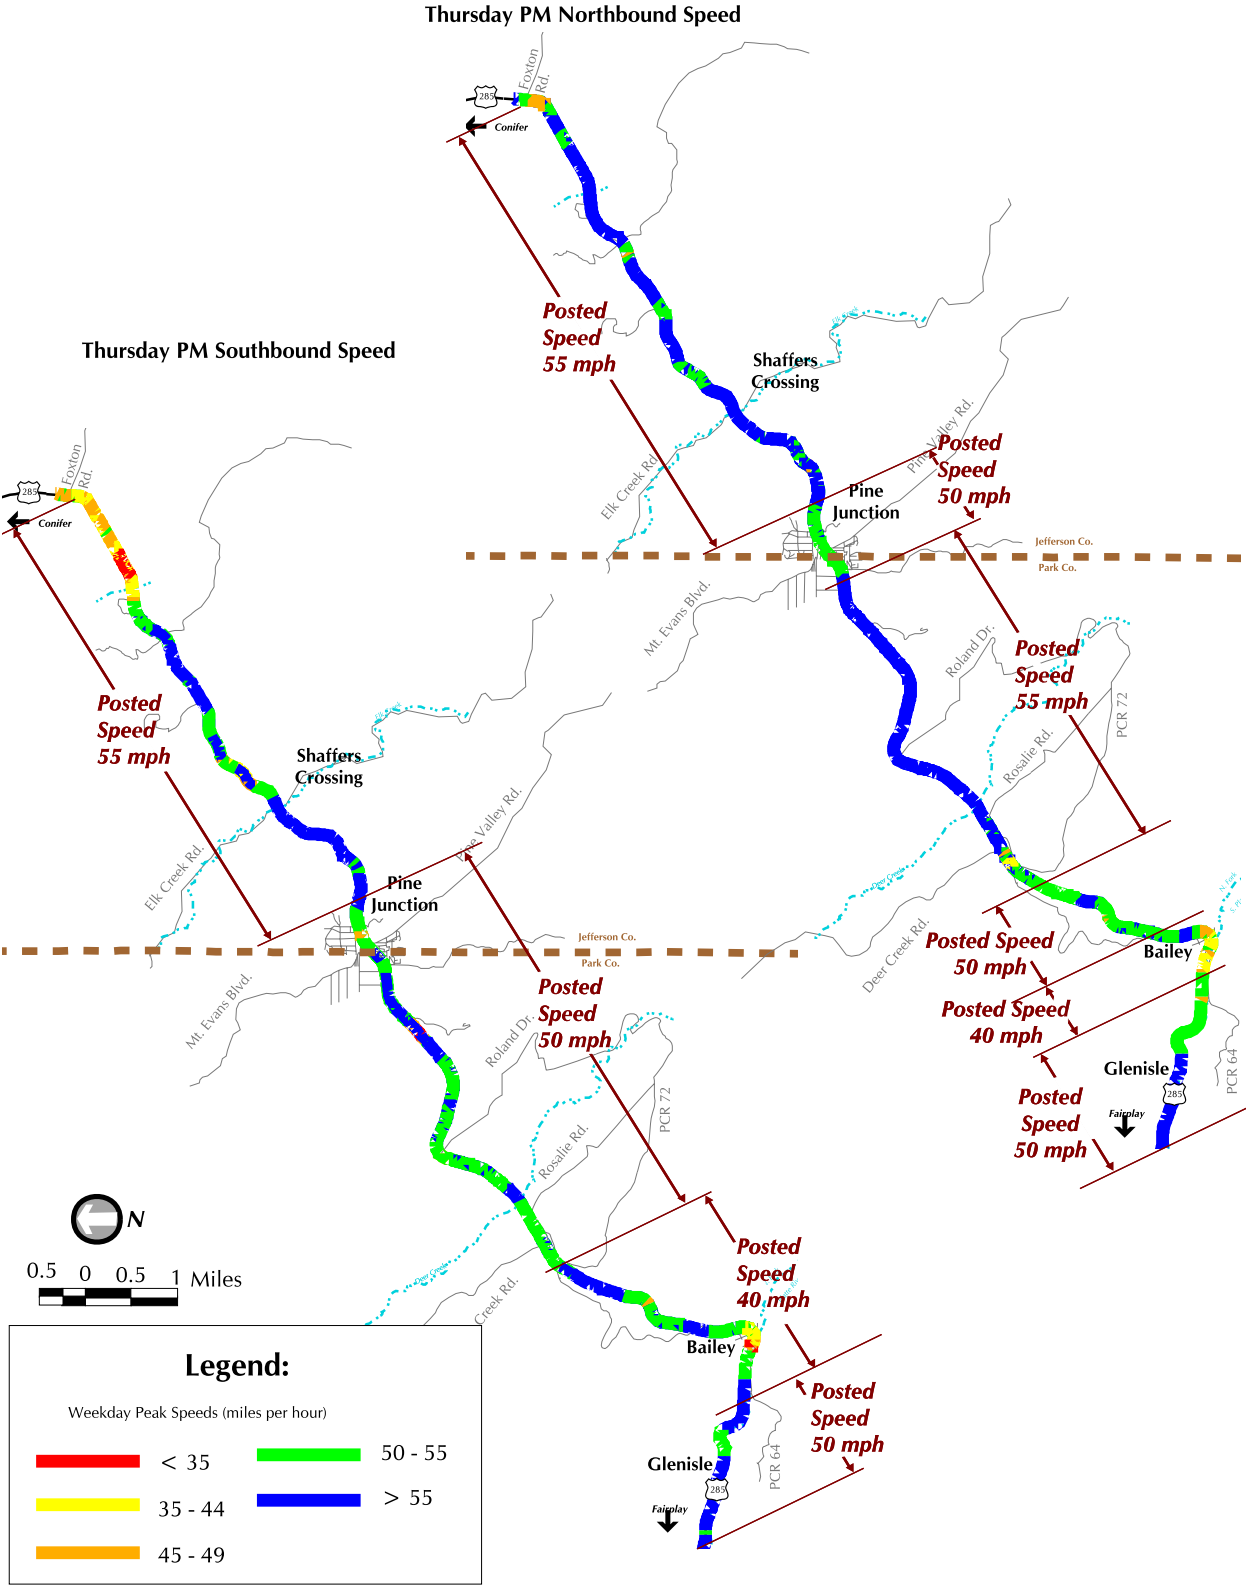 Thursday PM Northbound Speed
Foxton
Rd.
285
Conifer
Posted
Speed
55 mph
Shaffers
Crossing
Elk Creek Rd.
Pine Valley Rd.
Posted
Speed
50 mph
Pine
Junction
Jefferson Co.
Park Co.
Mt. Evans Blvd.
Roland Dr.
Posted
Speed
55 mph
PCR 72
Rosalie Rd.
Deer Creek
Deer Creek Rd.
N. Fork
Posted Speed
50 mph
Bailey
Posted Speed
40 mph
Glenisle
PCR 64
285
Fairplay
Posted
Speed
50 mph
Thursday PM Southbound Speed
Foxton
Rd.
285
Conifer
Posted
Speed
55 mph
Shaffers
Crossing
Elk Creek Rd.
Pine Valley Rd.
Pine
Junction
Jefferson Co.
Park Co.
Mt. Evans Blvd.
Posted
Speed
50 mph
Roland Dr.
PCR 72
Rosalie Rd.
Deer Creek
Creek Rd.
Posted
Speed
40 mph
Bailey
Posted
Speed
50 mph
Glenisle
PCR 64
285
Fairplay
N
0.5 0 0.5 1 Miles
Legend:
Weekday Peak Speeds (miles per hour)
< 35
35 - 44
45 - 49
50 - 55
> 55